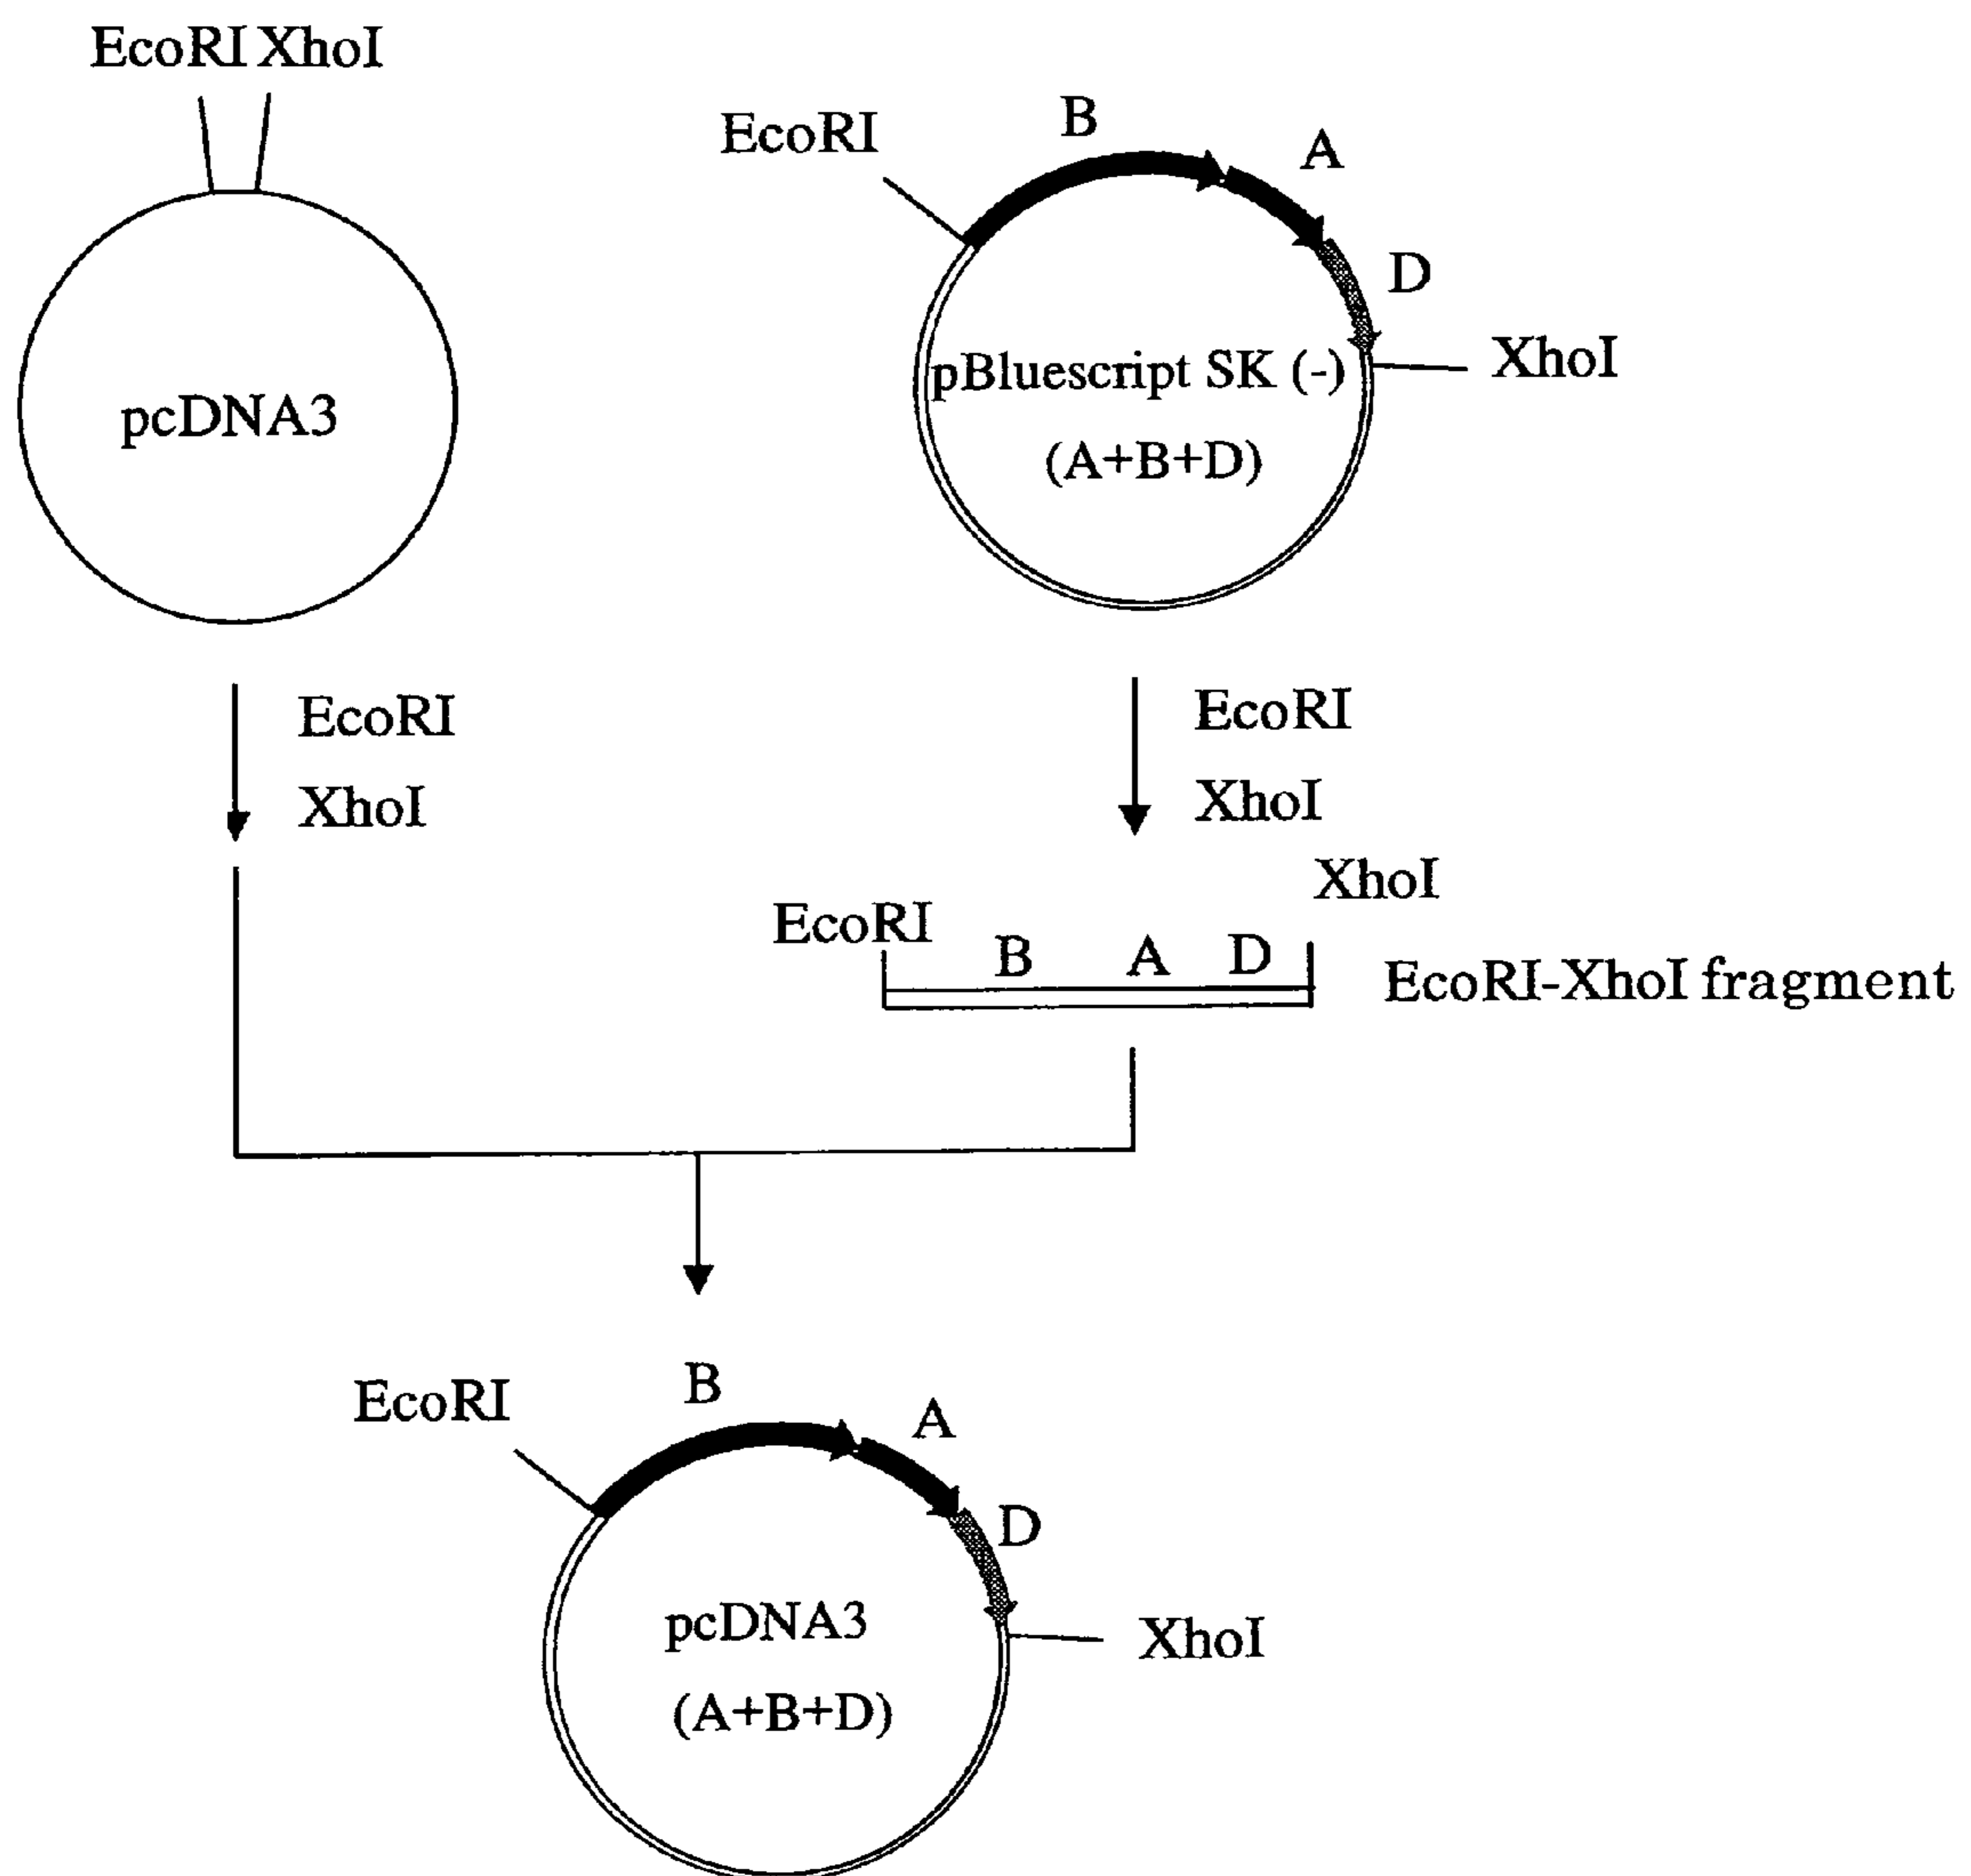 EcoRI XhoI
pcDNA3
EcoRI
B
A
D
XhoI
pBluescript SK (-)
(A+B+D)
EcoRI
XhoI
EcoRI
XhoI
EcoRI
XhoI
B A D
EcoRI-XhoI fragment
EcoRI
B
A
D
XhoI
pcDNA3
(A+B+D)